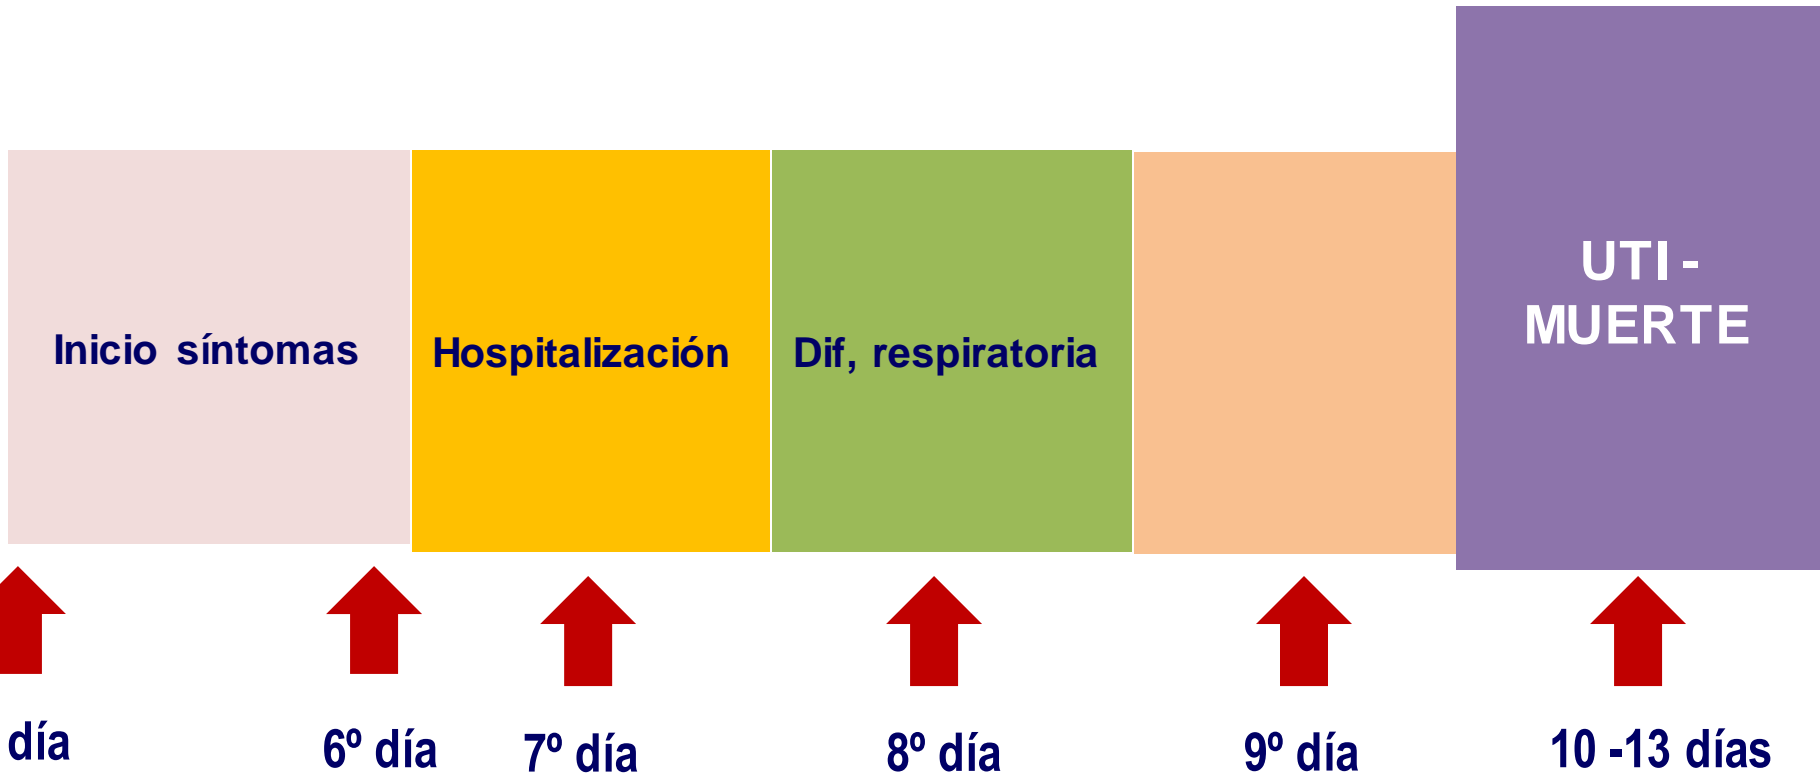 UTI -
MUERTE
Inicio síntomas
Hospitalización
Dif, respiratoria
día
6º día
7º día
8º día
9º día
10 -13 días